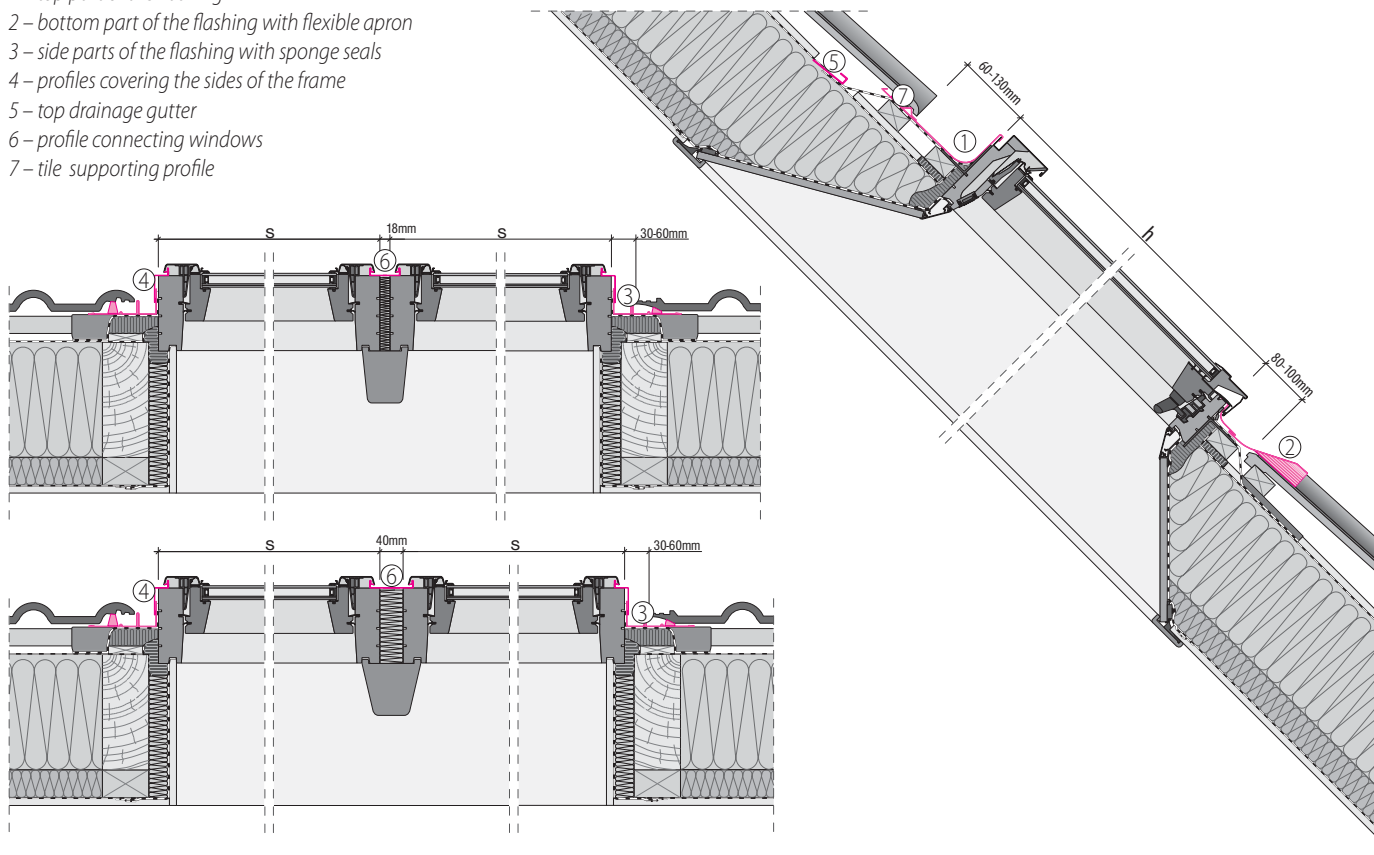 2 – bottom part of the flashing with flexible apron
3 – side parts of the flashing with sponge seals
4 – profiles covering the sides of the frame
5 – top drainage gutter
6 – profile connecting windows
7 – tile supporting profile
5
7
60-130mm
1
h
80-100mm
2
s
18mm
s
30-60mm
6
4
3
s
40mm
s
30-60mm
6
4
3